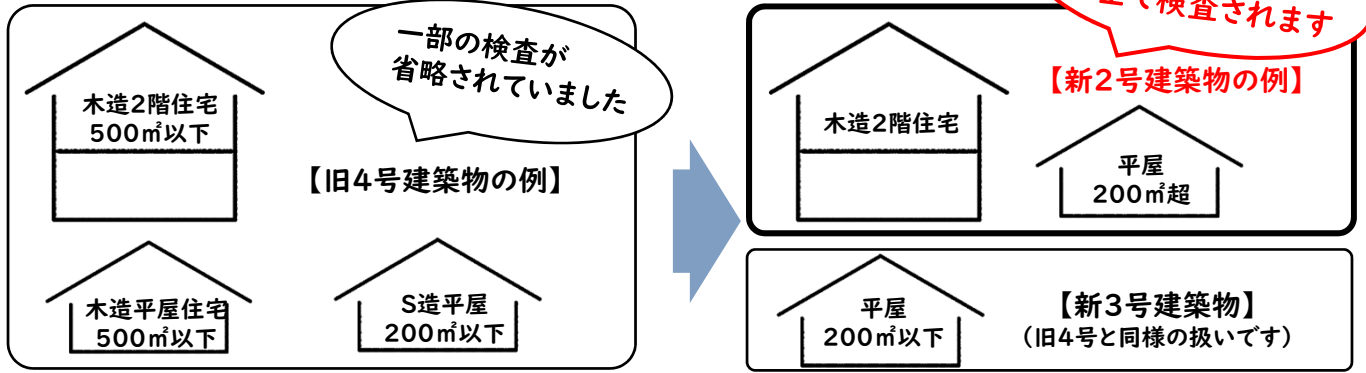 一部の検査が
省略されていました
木造2階住宅
500㎡以下
【旧4号建築物の例】
木造平屋住宅
500㎡以下
S造平屋
200㎡以下
検査されます
【新2号建築物の例】
木造2階住宅
平屋
200㎡超
平屋
200㎡以下
【新3号建築物】
(旧4号と同様の扱いです)